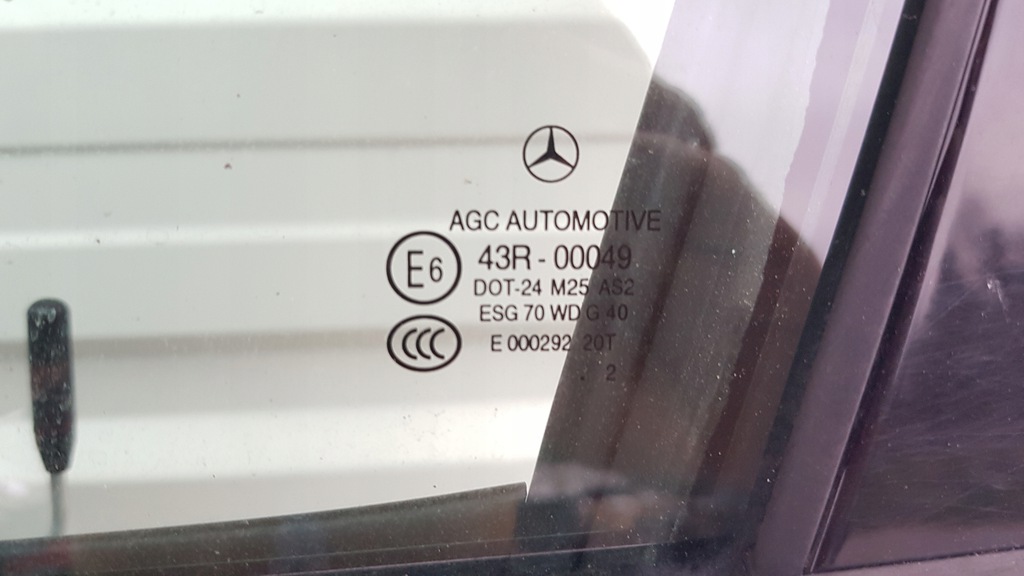 AGC AUTOMOTIVE
E6 43R - 00049
DOT-24 M25 AS2
ESG 70 WD G 40
CCC E 000292 20T
. 2